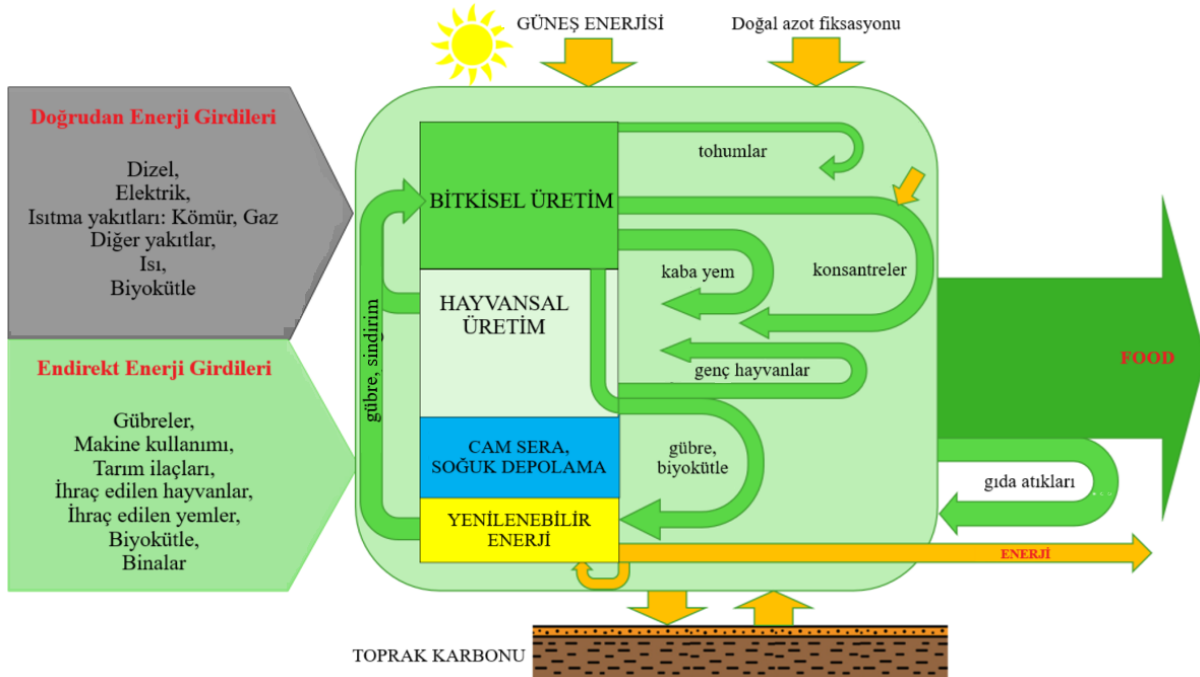 GÜNEŞ ENERJİSİ
Doğal azot fiksasyonu
Doğrudan Enerji Girdileri
Dizel,
Elektrik,
Isıtma yakıtları: Kömür, Gaz
Diğer yakıtlar,
Isı,
Biyokütle
Endirekt Enerji Girdileri
Gübreler,
Makine kullanımı,
Tarım ilaçları,
İhraç edilen hayvanlar,
İhraç edilen yemler,
Biyokütle,
Binalar
gübre, sindirim
BİTKİSEL ÜRETİM
HAYVANSAL
ÜRETİM
CAM SERA,
SOĞUK DEPOLAMA
YENİLENEBİLİR
ENERJİ
tohumlar
kaba yem
konsantreler
genç hayvanlar
gübre,
biyokütle
FOOD
gıda atıkları
ENERJİ
TOPRAK KARBONU